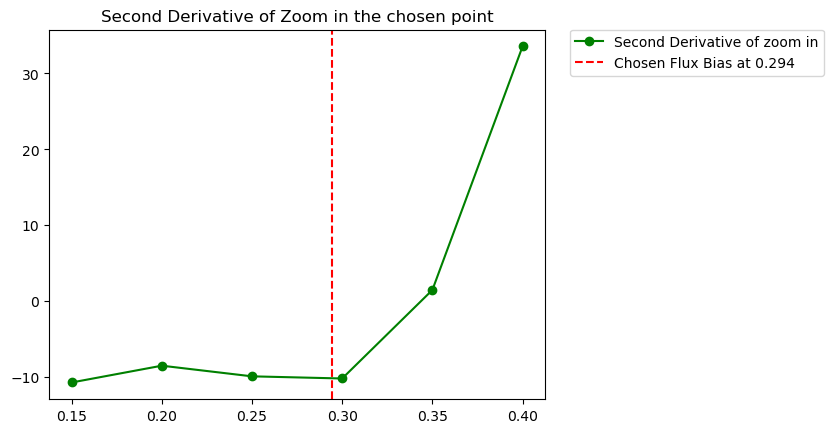 Second Derivative of Zoom in the chosen point
Second Derivative of zoom in
Chosen Flux Bias at 0.294
30
20
10
0
−10
0.15 0.20 0.25 0.30 0.35 0.40